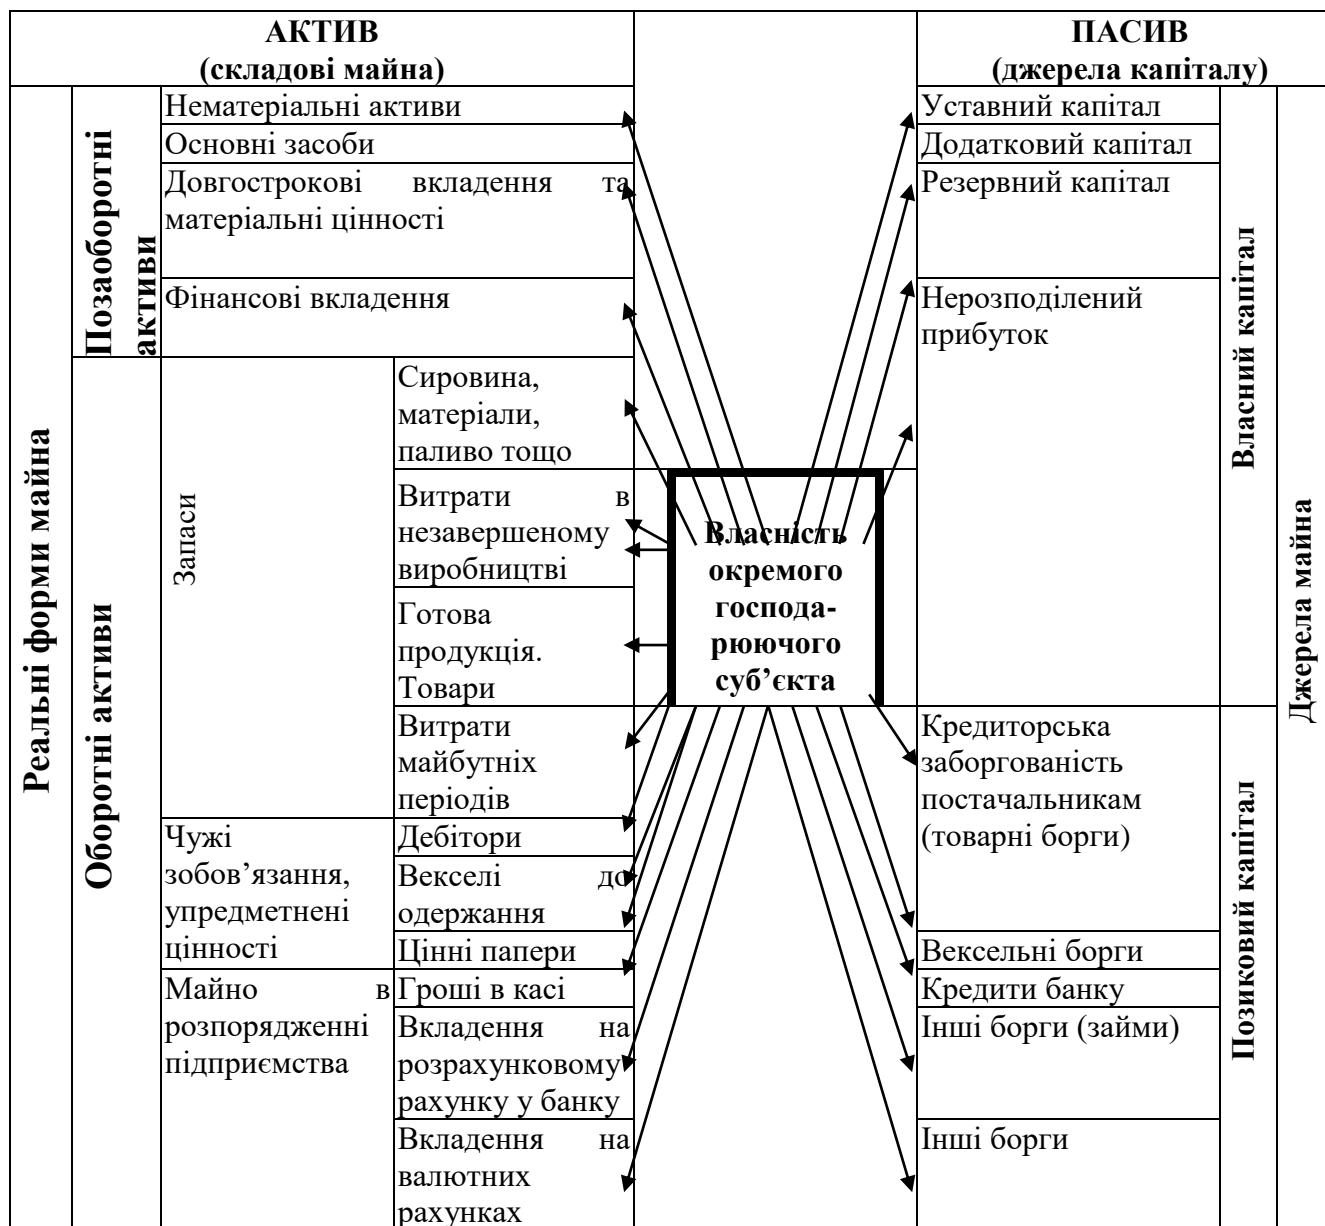 АКТИВ
(складові майна)
ПАСИВ
(джерела капіталу)
Реальні форми майна
Позаоборотні
активи
Нематеріальні активи
Основні засоби
Довгострокові вкладення та
матеріальні цінності
Фінансові вкладення
Оборотні активи
Запаси
Сировина,
матеріали,
паливо тощо
Витрати в
незавершеному
виробництві
Готова
продукція.
Товари
Витрати
майбутніх
періодів
Чужі
зобов’язання,
упредметнені
цінності
Дебітори
Векселі до
одержання
Цінні папери
Майно в
розпорядженні
підприємства
Гроші в касі
Вкладення на
розрахунковому
рахунку у банку
Вкладення на
валютних
рахунках
Власність
окремого
господа-
рюючого
суб’єкта
Уставний капітал
Додатковий капітал
Резервний капітал
Нерозподілений
прибуток
Власний капітал
Кредиторська
заборгованість
постачальникам
(товарні борги)
Вексельні борги
Кредити банку
Інші борги (займи)
Інші борги
Позиковий капітал
Джерела майна